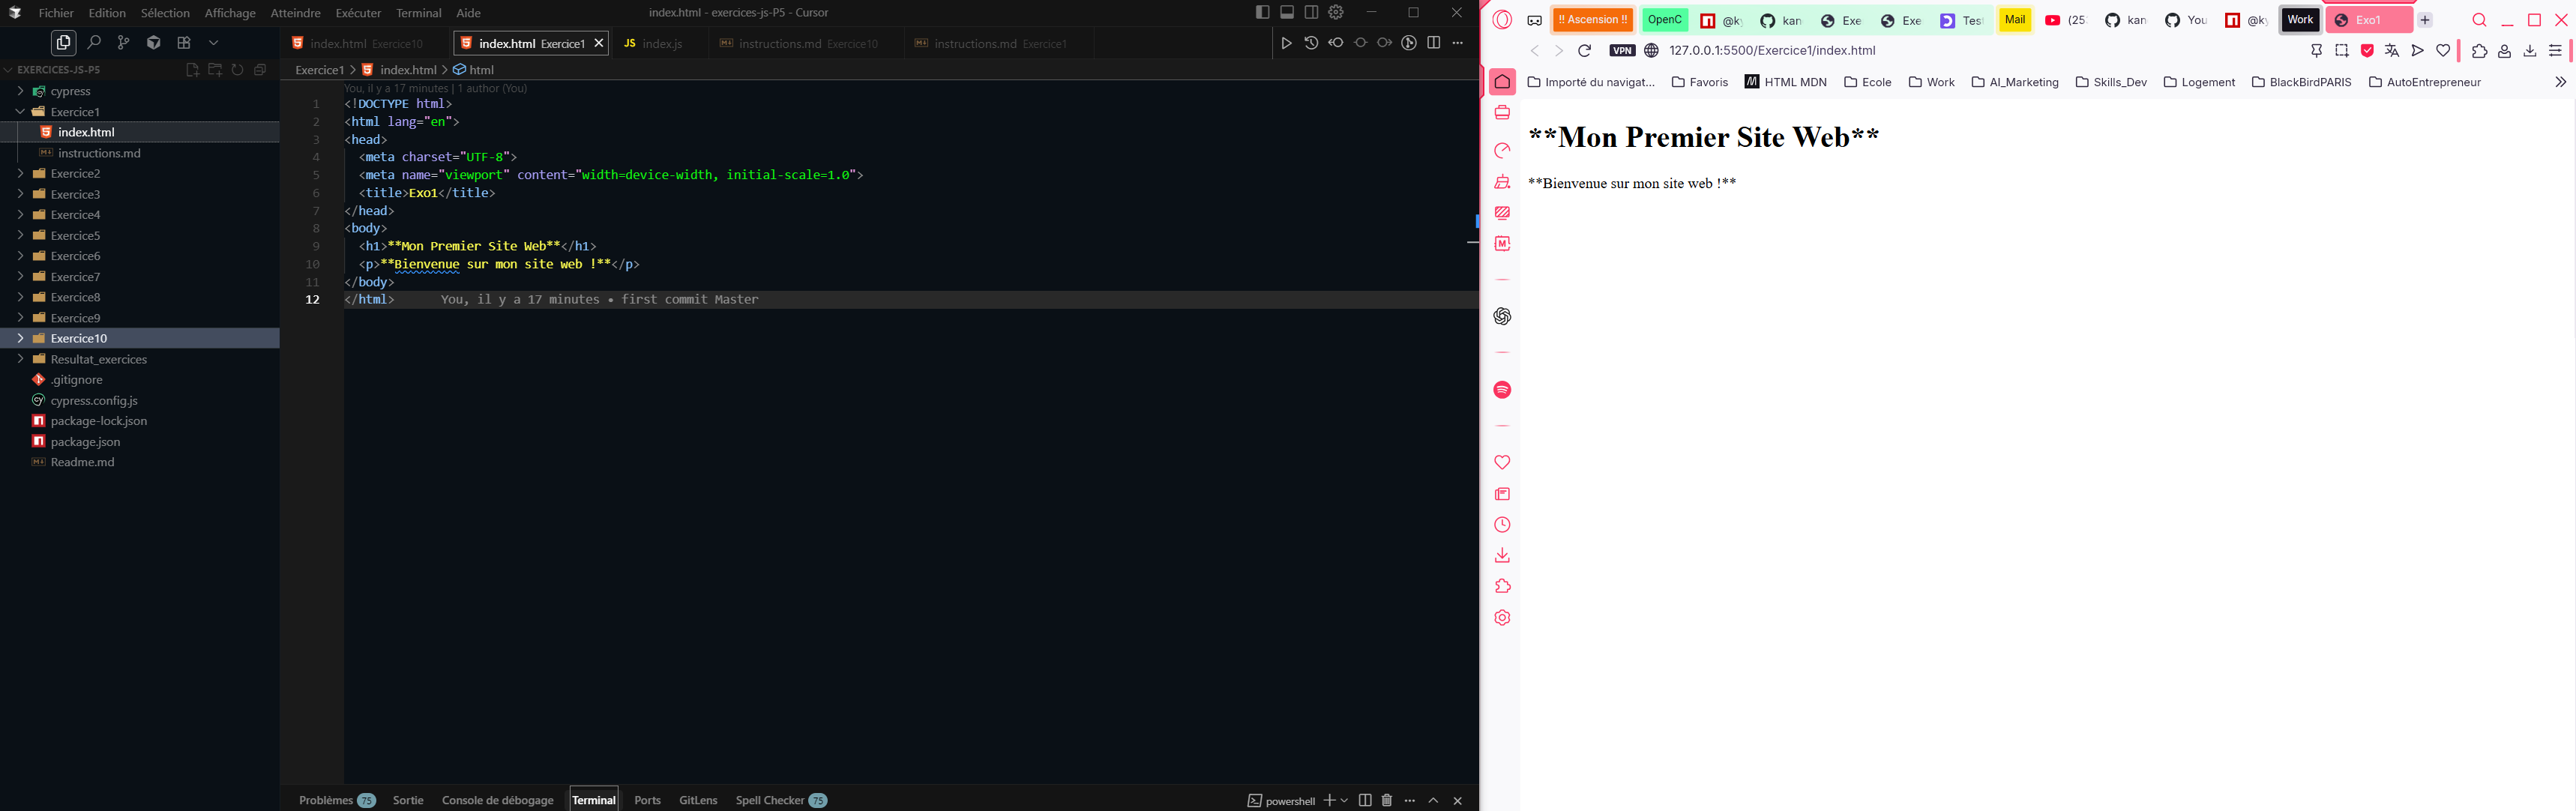 Fichier Edition Sélection Affichage Atteindre Exécuter Terminal Aide
index.html - exercices-js-P5 - Cursor
EXERCICES-JS-P5
cypress
Exercice1
index.html
instructions.md
Exercice2
Exercice3
Exercice4
Exercice5
Exercice6
Exercice7
Exercice8
Exercice9
Exercice10
Resultat_exercices
.gitignore
cypress.config.js
package-lock.json
package.json
Readme.md
index.html Exercice10
index.html Exercice1
JS index.js
instructions.md Exercice10
instructions.md Exercice1
Exercice1 > index.html > html
You, il y a 17 minutes | 1 author (You)
1 <!DOCTYPE html>
2 <html lang="en">
3 <head>
4 <meta charset="UTF-8">
5 <meta name="viewport" content="width=device-width, initial-scale=1.0">
6 <title>Exo1</title>
7 </head>
8 <body>
9 <h1>**Mon Premier Site Web**</h1>
10 <p>**Bienvenue sur mon site web !**</p>
11 </body>
12 </html> You, il y a 17 minutes • first commit Master
Problèmes 75 Sortie Console de débogage Terminal Ports GitLens Spell Checker 75
powershell
!! Ascension !! OpenC @ky kan Exe Exe Tes Mail (25 kan You @ky Work Exo1
VPN 127.0.0.1:5500/Exercice1/index.html
Importé du navigat... Favoris HTML MDN Ecole Work AI_Marketing Skills_Dev Logement BlackBirdPARIS AutoEntrepreneur
**Mon Premier Site Web**
**Bienvenue sur mon site web !**